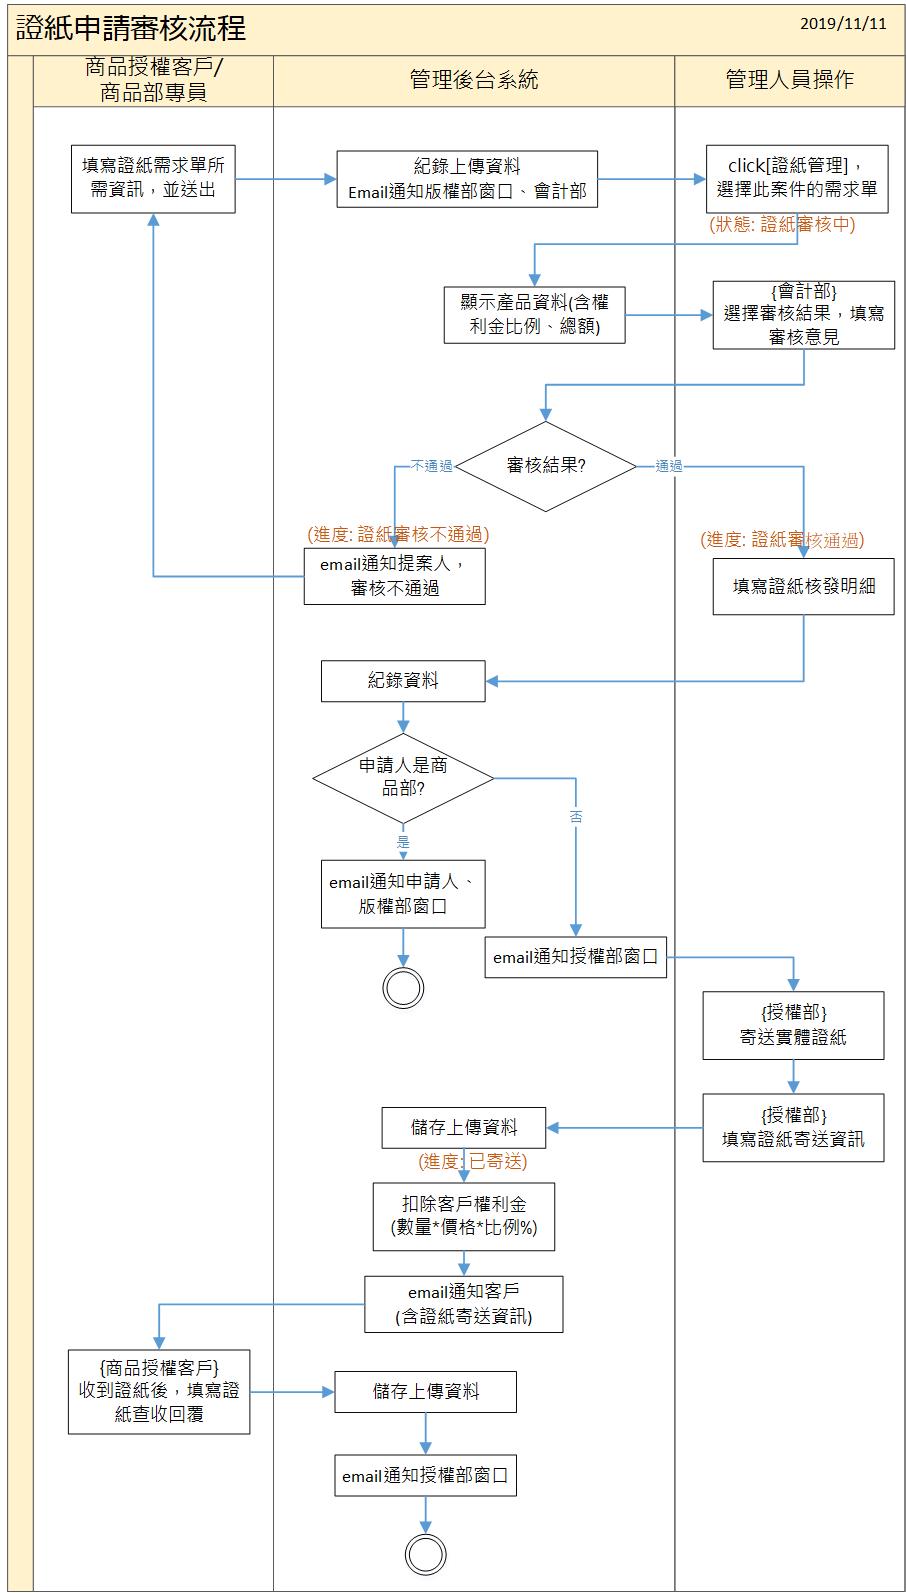 證紙申請審核流程
2019/11/11
商品授權客戶/
商品部專員
管理後台系統
管理人員操作
填寫證紙需求單所
需資訊，並送出
紀錄上傳資料
Email通知版權部窗口、會計部
click[證紙管理]，
選擇此案件的需求單
(狀態: 證紙審核中)
顯示產品資料(含權
利金比例、總額)
{會計部}
選擇審核結果，填寫
審核意見
審核結果?
不通過
通過
(進度: 證紙審核不通過)
email通知提案人，
審核不通過
(進度: 證紙審核通過)
填寫證紙核發明細
紀錄資料
申請人是商
品部?
否
是
email通知申請人、
版權部窗口
email通知授權部窗口
{授權部}
寄送實體證紙
{授權部}
填寫證紙寄送資訊
儲存上傳資料
(進度: 已寄送)
扣除客戶權利金
(數量*價格*比例%)
email通知客戶
(含證紙寄送資訊)
{商品授權客戶}
收到證紙後，填寫證
紙查收回覆
儲存上傳資料
email通知授權部窗口